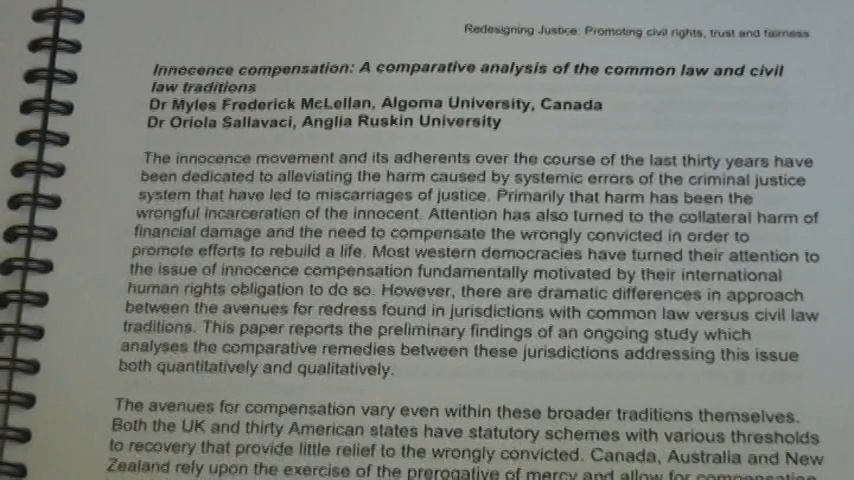 Redesigning Justice: Promoting civil rights, trust and fairness
Innocence compensation: A comparative analysis of the common law and civil
law traditions
Dr Myles Frederick McLellan, Algoma University, Canada
Dr Oriola Sallavaci, Anglia Ruskin University
The innocence movement and its adherents over the course of the last thirty years have
been dedicated to alleviating the harm caused by systemic errors of the criminal justice
system that have led to miscarriages of justice. Primarily that harm has been the
wrongful incarceration of the innocent. Attention has also turned to the collateral harm of
financial damage and the need to compensate the wrongly convicted in order to
promote efforts to rebuild a life. Most western democracies have turned their attention to
the issue of innocence compensation fundamentally motivated by their international
human rights obligation to do so. However, there are dramatic differences in approach
between the avenues for redress found in jurisdictions with common law versus civil law
traditions. This paper reports the preliminary findings of an ongoing study which
analyses the comparative remedies between these jurisdictions addressing this issue
both quantitatively and qualitatively.
The avenues for compensation vary even within these broader traditions themselves.
Both the UK and thirty American states have statutory schemes with various thresholds
to recovery that provide little relief to the wrongly convicted. Canada, Australia and New
Zealand rely upon the exercise of the prerogative of mercy and allow for compensation